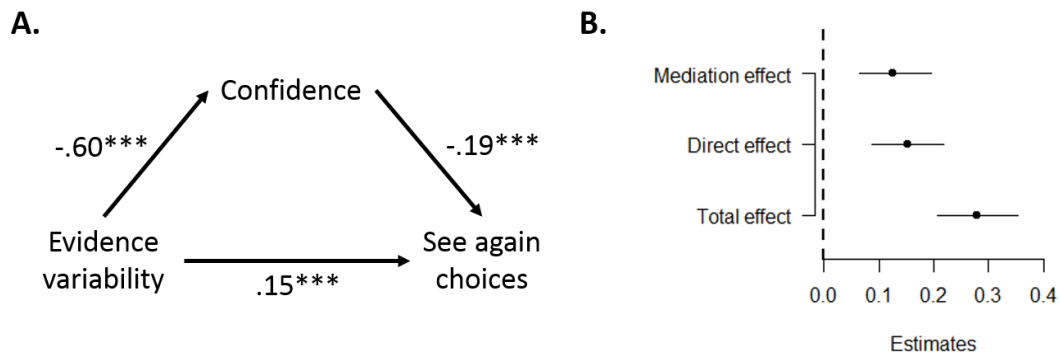 A.
Confidence
-.60***
-.19***
Evidence
variability
.15***
See again
choices
B.
Mediation effect
Direct effect
Total effect
0.0 0.1 0.2 0.3 0.4
Estimates